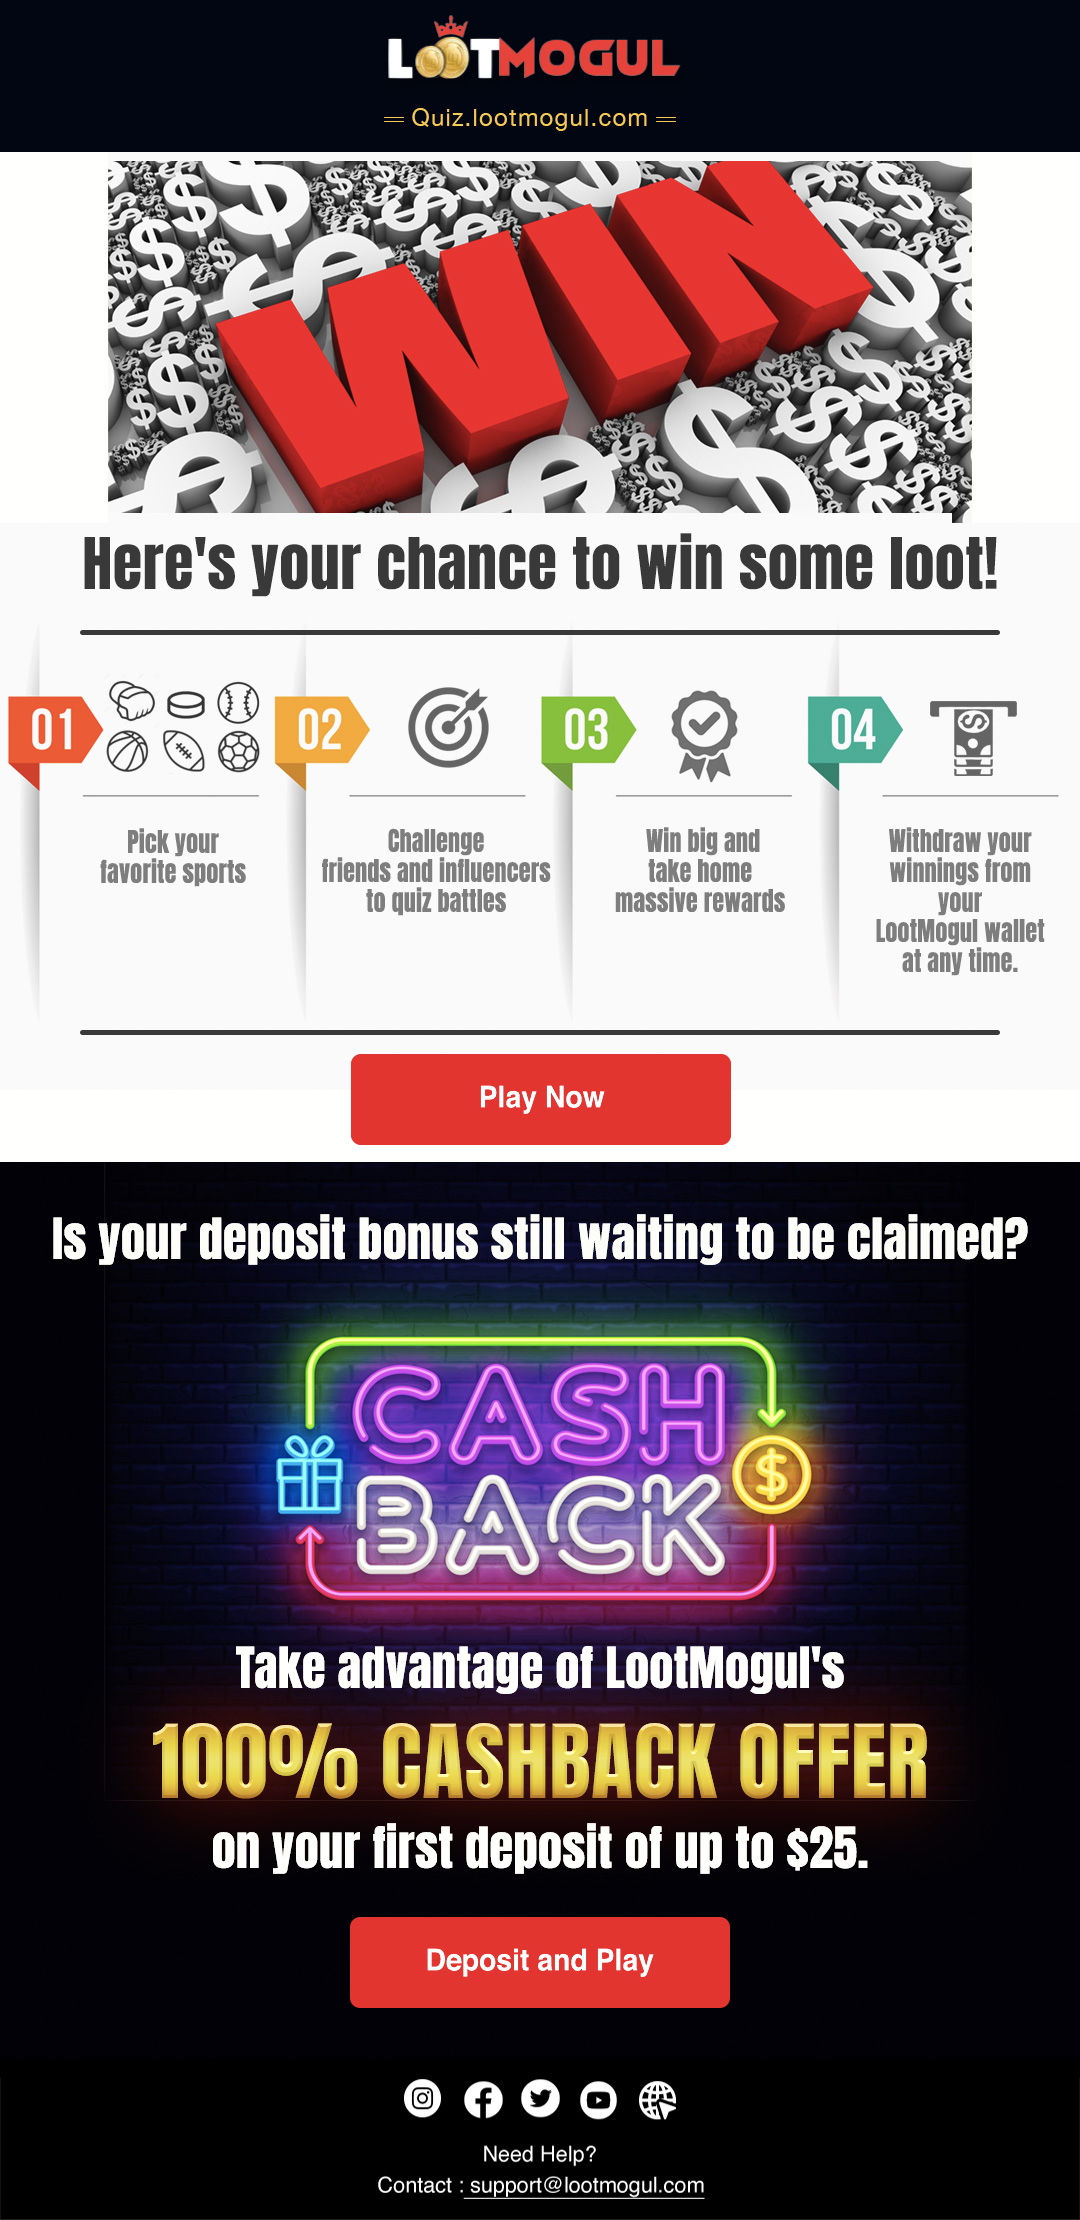 LOOTMOGUL
Quiz.lootmogul.com
WIN
Here's your chance to win some loot!
01
Pick your
favorite sports
02
Challenge
friends and influencers
to quiz battles
03
Win big and
take home
massive rewards
04
Withdraw your
winnings from
your
LootMogul wallet
at any time.
Play Now
Is your deposit bonus still waiting to be claimed?
CASH
BACK
Take advantage of LootMogul's
100% CASHBACK OFFER
on your first deposit of up to $25.
Deposit and Play
Need Help?
Contact : support@lootmogul.com